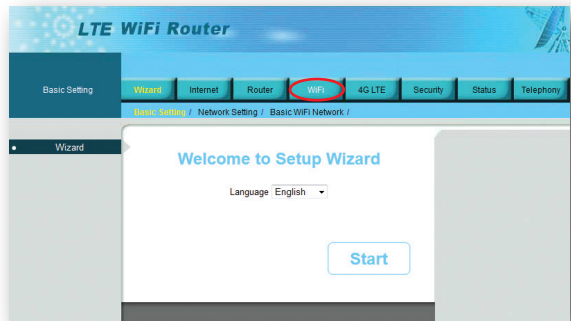 LTE WiFi Router
Basic Setting
Wizard Internet Router WiFi 4G LTE Security Status Telephony
Basic Setting / Network Setting / Basic WiFi Network /
Wizard
Welcome to Setup Wizard
Language English
Start